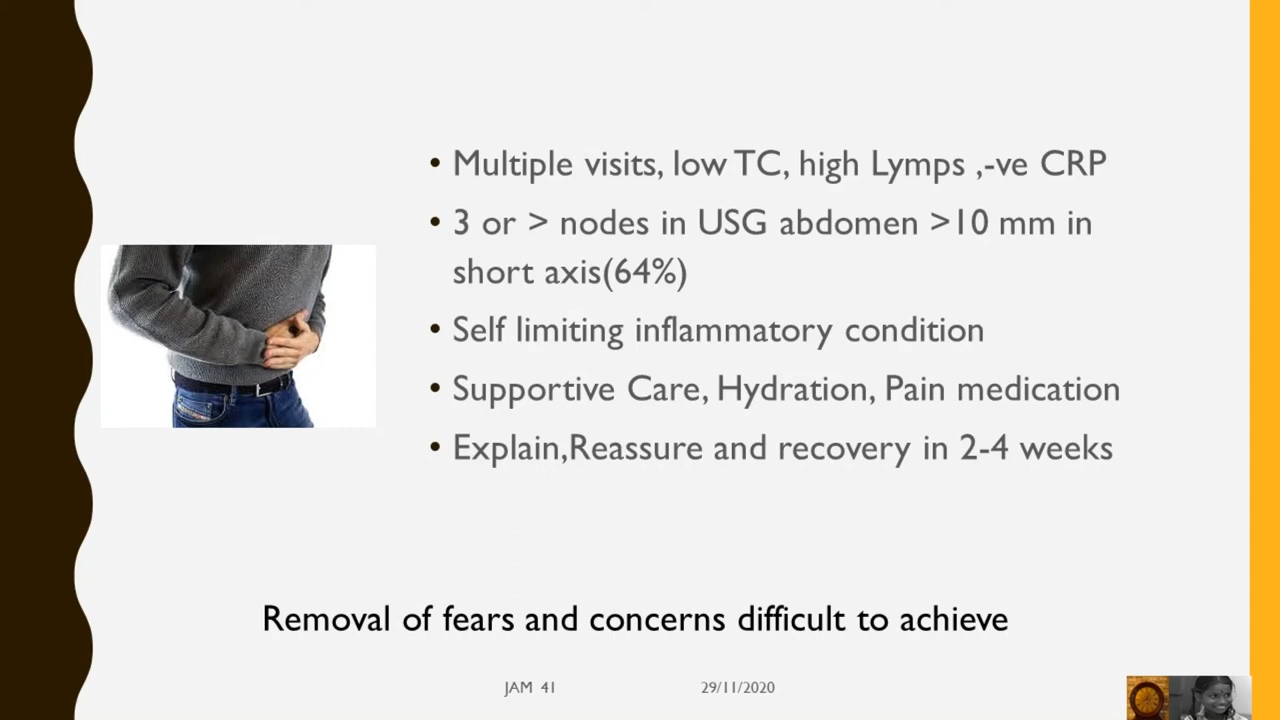 • Multiple visits, low TC, high Lymps ,-ve CRP
• 3 or > nodes in USG abdomen >10 mm in
short axis(64%)
• Self limiting inflammatory condition
• Supportive Care, Hydration, Pain medication
• Explain,Reassure and recovery in 2-4 weeks
Removal of fears and concerns difficult to achieve
JAM 41 29/11/2020